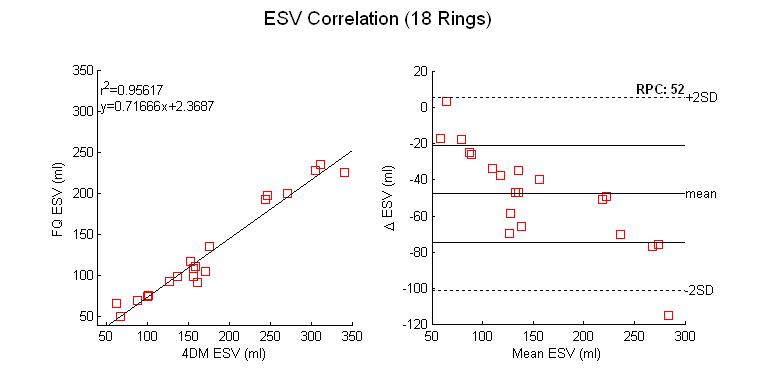 ESV Correlation (18 Rings)
350
300
250
200
150
100
50
FQ ESV (ml)
r²=0.95617
y=0.71666x+2.3687
50 100 150 200 250 300 350
4DM ESV (ml)
20
0
-20
-40
-60
-80
-100
-120
Δ ESV (ml)
RPC: 52
+2SD
mean
-2SD
50 100 150 200 250 300
Mean ESV (ml)